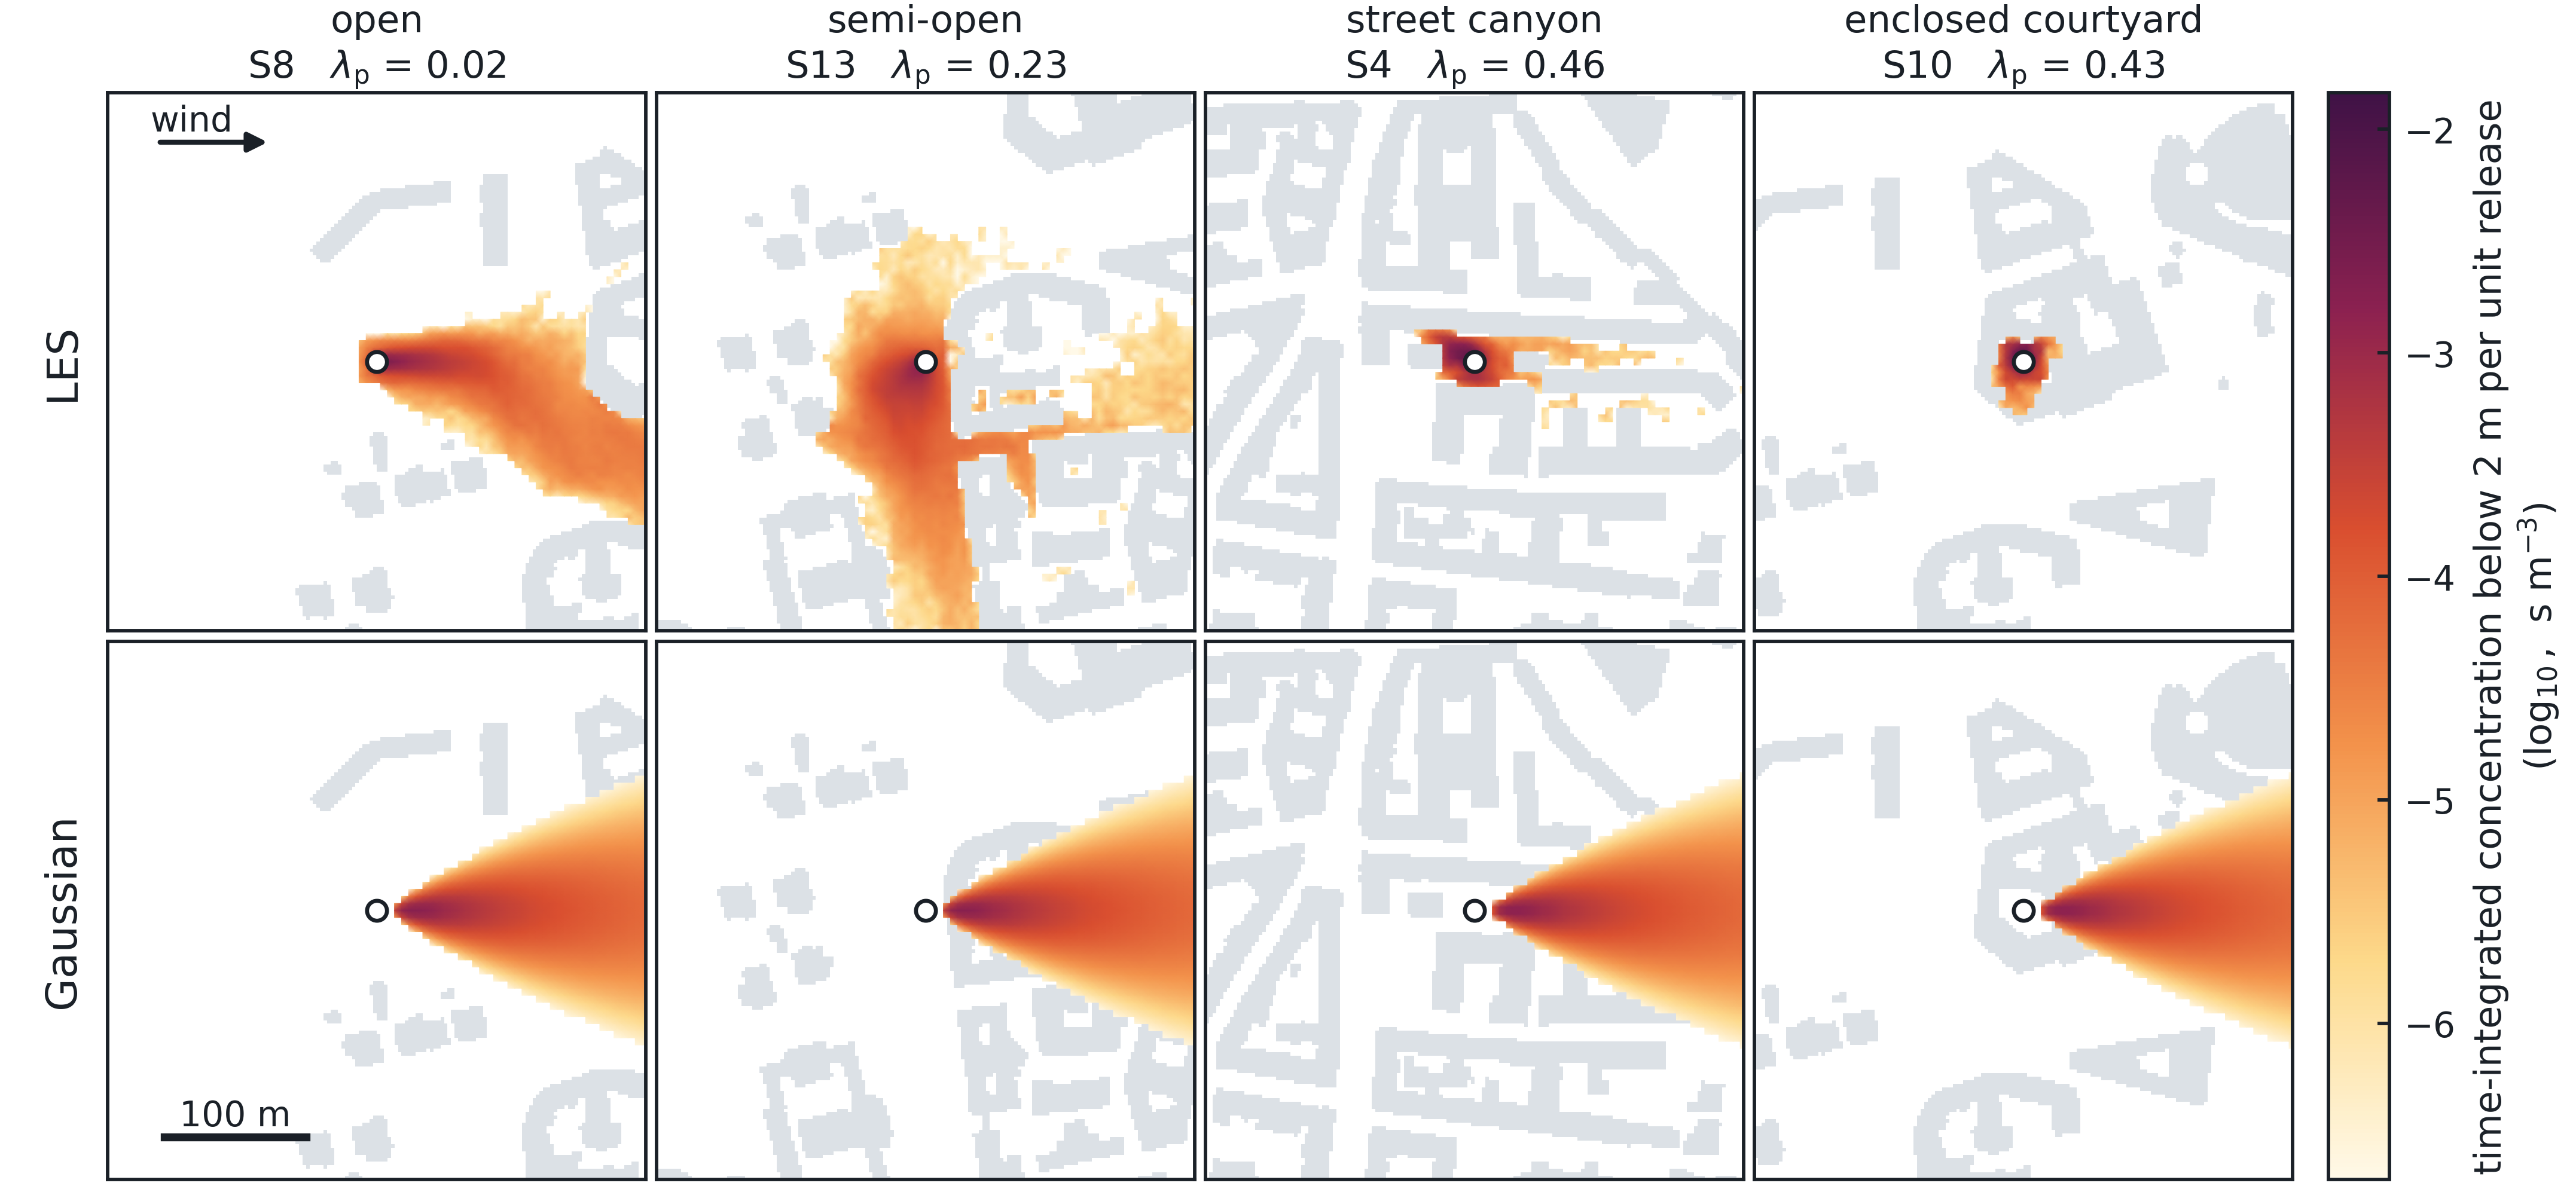 open
S8 λp = 0.02
semi-open
S13 λp = 0.23
street canyon
S4 λp = 0.46
enclosed courtyard
S10 λp = 0.43
wind
LES
Gaussian
100 m
−2
−3
−4
−5
−6
time-integrated concentration below 2 m per unit release
(log10, s m−3)